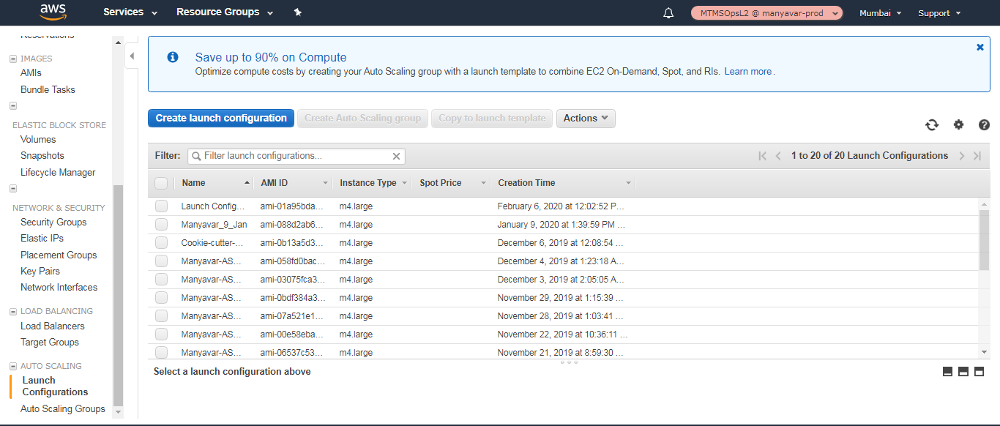 aws Services Resource Groups MTMSOpsL2 @ manyavar-prod Mumbai Support
Reservations
IMAGES
AMIs
Bundle Tasks
ELASTIC BLOCK STORE
Volumes
Snapshots
Lifecycle Manager
NETWORK & SECURITY
Security Groups
Elastic IPs
Placement Groups
Key Pairs
Network Interfaces
LOAD BALANCING
Load Balancers
Target Groups
AUTO SCALING
Launch
Configurations
Auto Scaling Groups
Save up to 90% on Compute
Optimize compute costs by creating your Auto Scaling group with a launch template to combine EC2 On-Demand, Spot, and RIs. Learn more.
Create launch configuration Create Auto Scaling group Copy to launch template Actions
Filter: Filter launch configurations... 1 to 20 of 20 Launch Configurations
Name AMI ID Instance Type Spot Price Creation Time
Launch Config... ami-01a95bda... m4.large February 6, 2020 at 12:02:52 P...
Manyavar_9_Jan ami-088d2ab6... m4.large January 9, 2020 at 1:39:59 PM ...
Cookie-cutter-... ami-0b13a5d3... m4.large December 6, 2019 at 12:08:54 ...
Manyavar-AS... ami-058fd0bac... m4.large December 4, 2019 at 1:23:18 A...
Manyavar-AS... ami-03075fca3... m4.large December 3, 2019 at 2:05:05 A...
Manyavar-AS... ami-0bdf384a3... m4.large November 29, 2019 at 1:15:39 ...
Manyavar-AS... ami-07a521e1... m4.large November 28, 2019 at 1:03:41 ...
Manyavar-AS... ami-00e58eba... m4.large November 22, 2019 at 10:36:11 ...
Manyavar-AS... ami-06537c53... m4.large November 21, 2019 at 8:59:30 ...
Select a launch configuration above